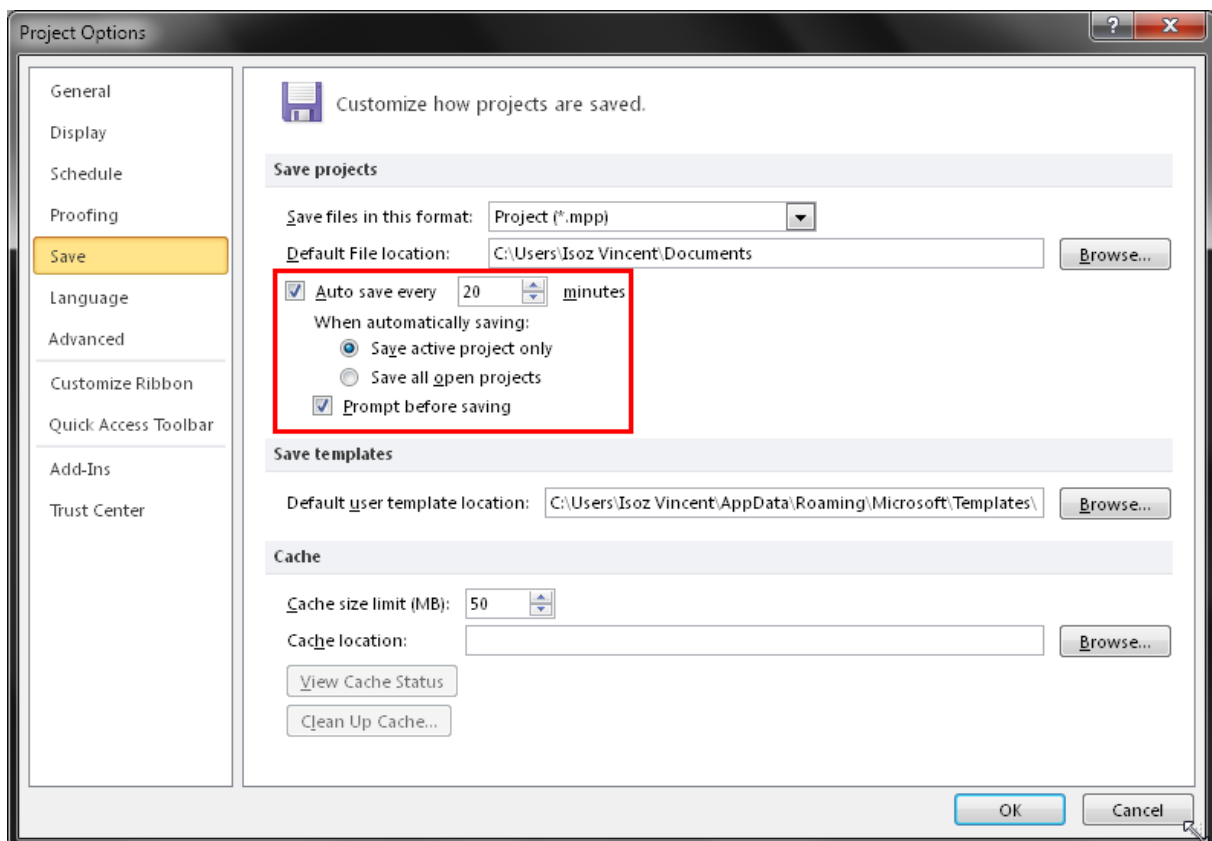 Project Options
?
X
General
Display
Schedule
Proofing
Save
Language
Advanced
Customize Ribbon
Quick Access Toolbar
Add-Ins
Trust Center
Customize how projects are saved.
Save projects
Save files in this format: Project (*.mpp)
Default File location: C:\Users\Isoz Vincent\Documents Browse...
Auto save every 20 minutes
When automatically saving:
Save active project only
Save all open projects
Prompt before saving
Save templates
Default user template location: C:\Users\Isoz Vincent\AppData\Roaming\Microsoft\Templates\ Browse...
Cache
Cache size limit (MB): 50
Cache location: Browse...
View Cache Status
Clean Up Cache...
OK Cancel